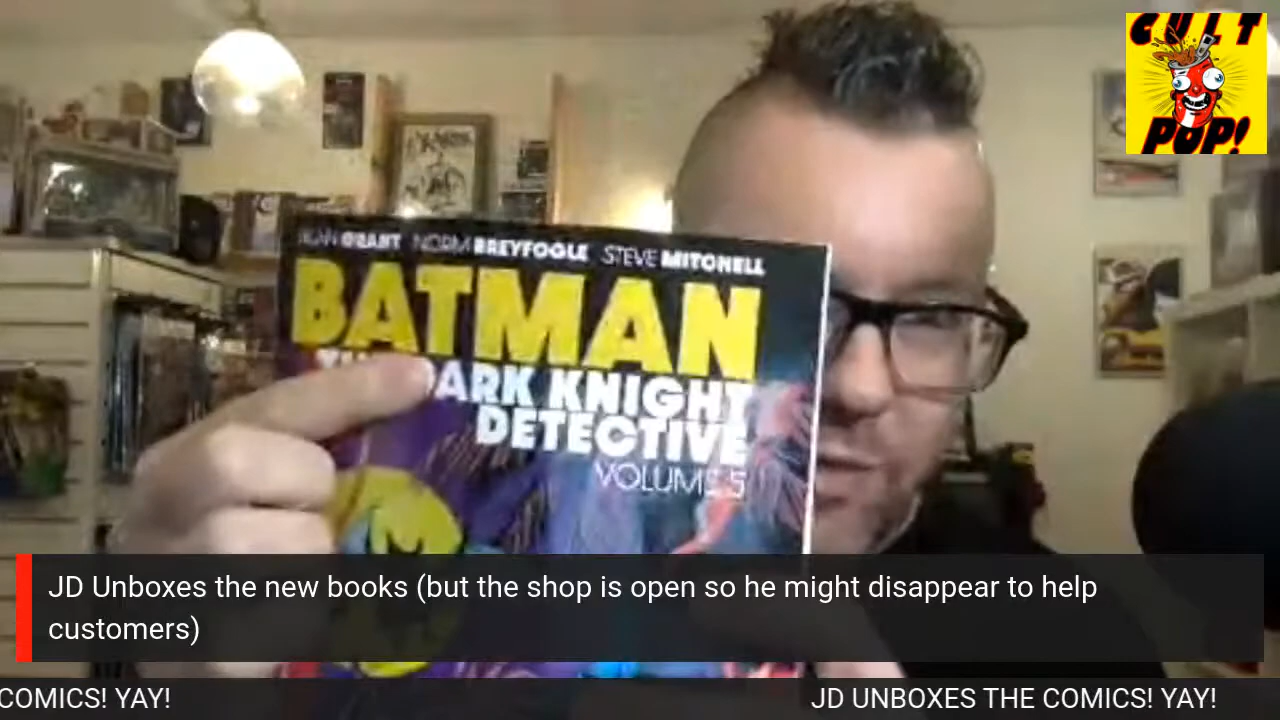 CULT
POP!
ALAN GRANT NORM BREYFOGLE STEVE MITCHELL
BATMAN
THE DARK KNIGHT
DETECTIVE
VOLUME 5
JD Unboxes the new books (but the shop is open so he might disappear to help
customers)
COMICS! YAY! JD UNBOXES THE COMICS! YAY!